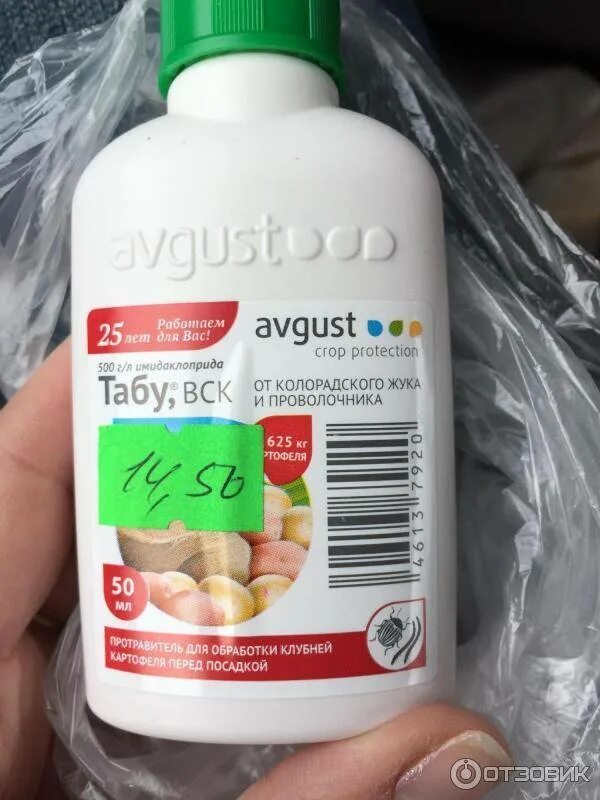 avgust
25 лет Работаем для Вас!
avgust
crop protection
500 г/л имидаклоприда
Табу,® ВСК
ОТ КОЛОРАДСКОГО ЖУКА
И ПРОВОЛОЧНИКА
625 кг
14,50
4613 7920
50
мл
ПРОТРАВИТЕЛЬ ДЛЯ ОБРАБОТКИ КЛУБНЕЙ
КАРТОФЕЛЯ ПЕРЕД ПОСАДКОЙ
ОТЗОВИК